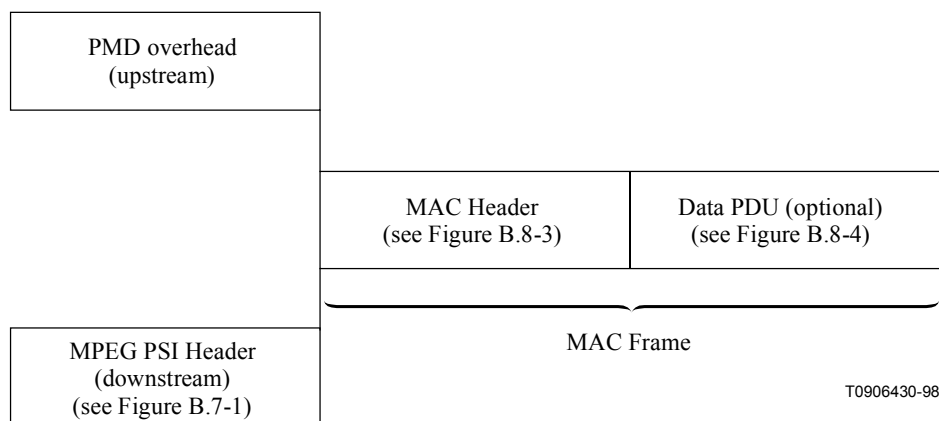 PMD overhead
(upstream)
MAC Header
(see Figure B.8-3)
Data PDU (optional)
(see Figure B.8-4)
MAC Frame
MPEG PSI Header
(downstream)
(see Figure B.7-1)
T0906430-98